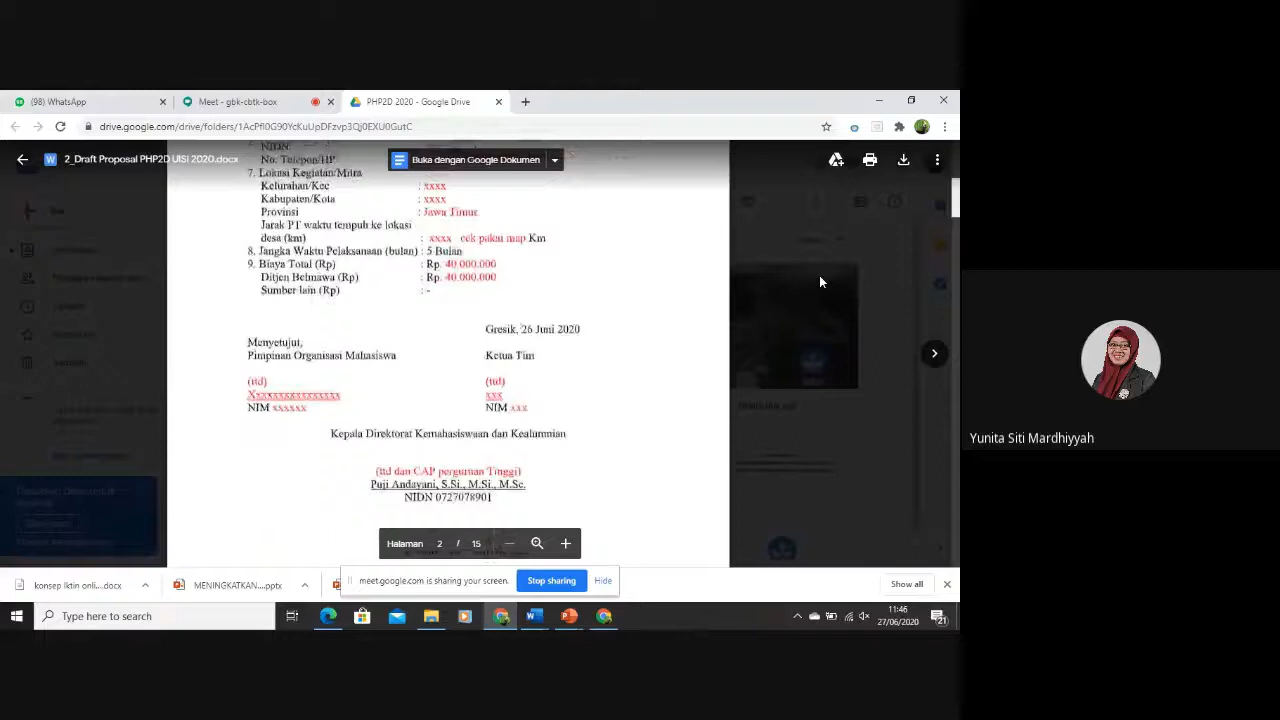 (98) WhatsApp
Meet - gbk-cbtk-box
PHP2D 2020 - Google Drive
drive.google.com/drive/folders/1AcPfI0G90YcKuUpDFzvp3Qj0EXU0GutC
2_Draft Proposal PHP2D UISI 2020.docx
Buka dengan Google Dokumen
NIDN:
No. Telepon/HP
7. Lokasi Kegiatan/Mitra
Kelurahan/Kec : xxxx
Kabupaten/Kota : xxxx
Provinsi : Jawa Timur
Jarak PT waktu tempuh ke lokasi
desa (km) : xxxx cek pakai map Km
8. Jangka Waktu Pelaksanaan (bulan) : 5 Bulan
9. Biaya Total (Rp) : Rp. 40.000.000
Ditjen Belmawa (Rp) : Rp. 40.000.000
Sumber lain (Rp) : -
Gresik, 26 Juni 2020
Menyetujui,
Pimpinan Organisasi Mahasiswa Ketua Tim
(ttd) (ttd)
Xxxxxxxxxxxxxxxx xxx
NIM xxxxxx NIM xxx
Kepala Direktorat Kemahasiswaan dan Kealumnian
(ttd dan CAP perguruan Tinggi)
Puji Andayani, S.Si., M.Si., M.Sc.
NIDN 0727078901
Halaman 2 / 15
Yunita Siti Mardhiyyah
konsep Iktin onli....docx
MENINGKATKAN....pptx
meet.google.com is sharing your screen.
Stop sharing
Hide
Show all
Type here to search
11:46
27/06/2020
21